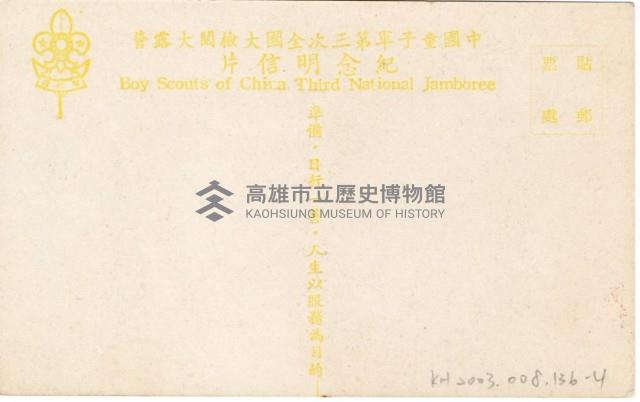 中國童子軍第三次全國大檢閱大露營
紀念明信片
Boy Scouts of China Third National Jamboree
貼郵
票處
準備·日行一善·人生以服務為目的
高雄市立歷史博物館
KAOHSIUNG MUSEUM OF HISTORY
KH2003.008.136-4